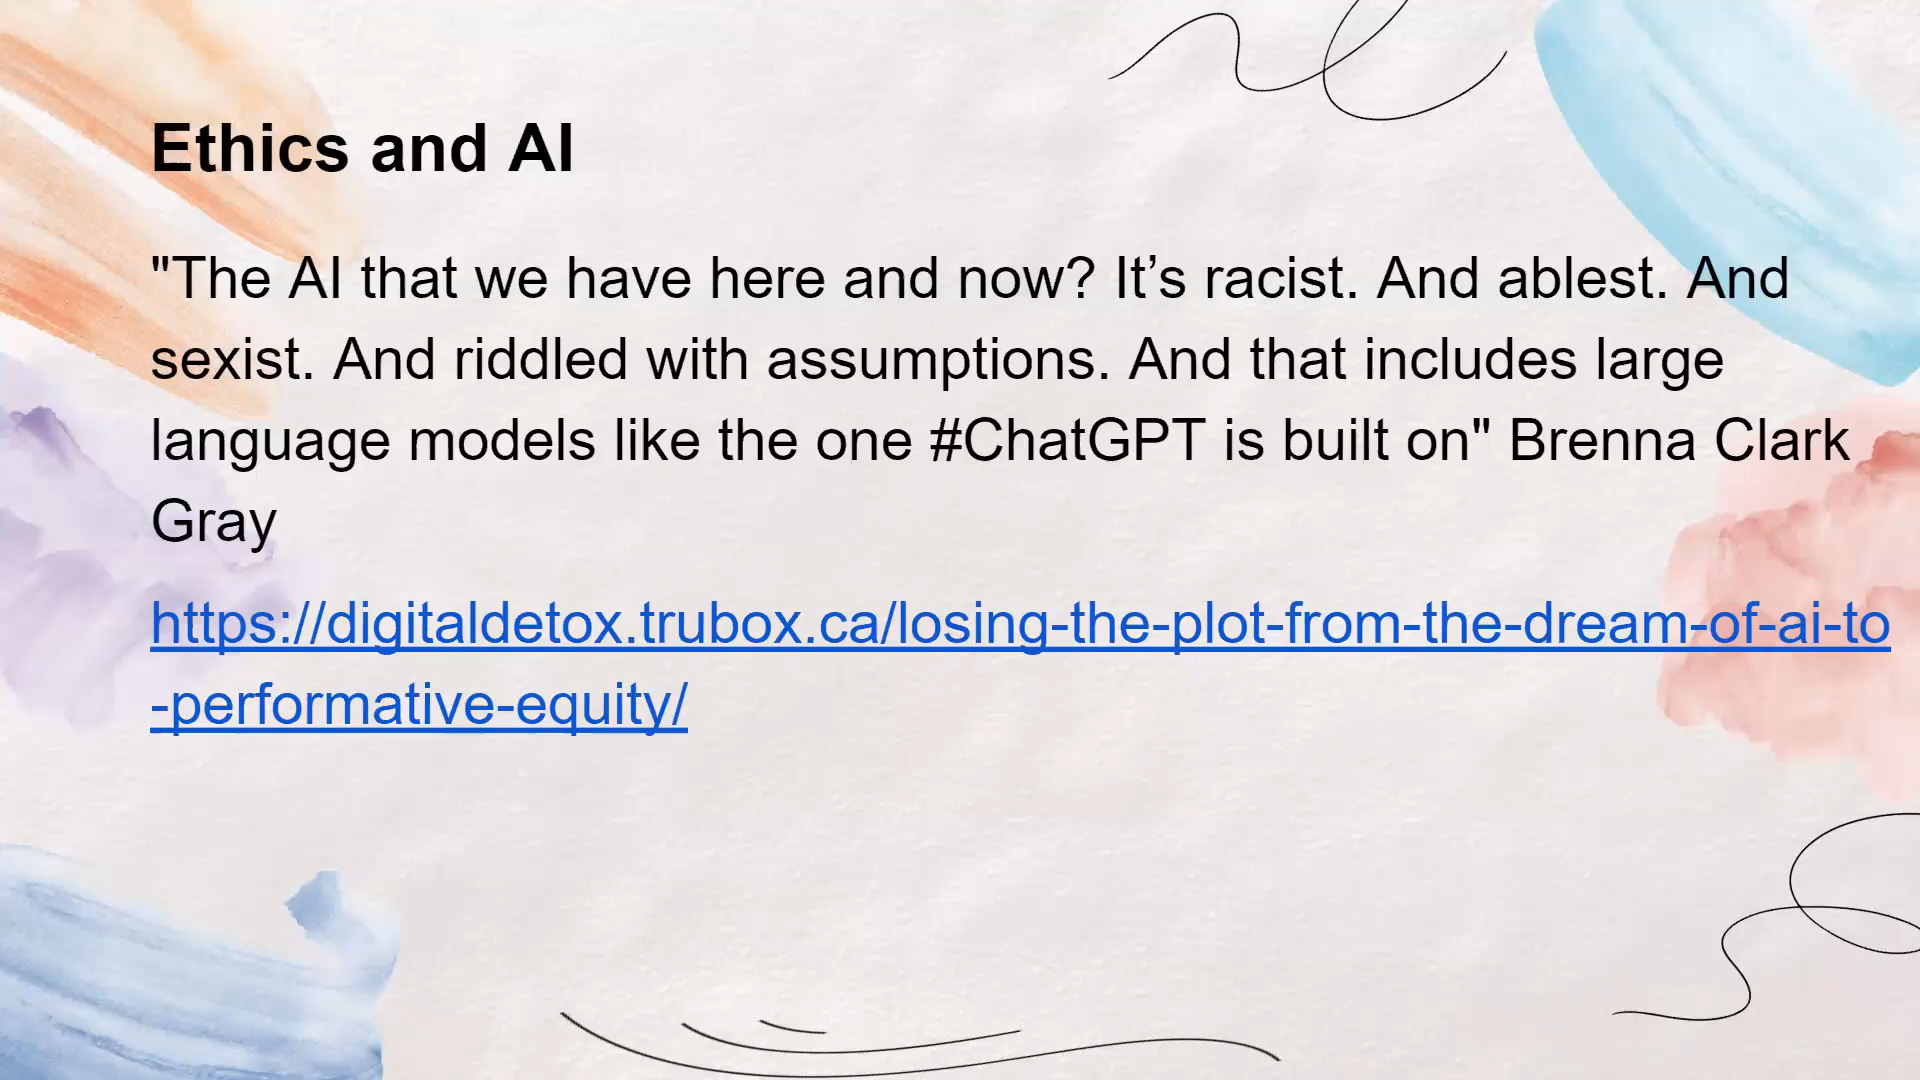 Ethics and AI
"The AI that we have here and now? It’s racist. And ablest. And
sexist. And riddled with assumptions. And that includes large
language models like the one #ChatGPT is built on" Brenna Clark
Gray
https://digitaldetox.trubox.ca/losing-the-plot-from-the-dream-of-ai-to
-performative-equity/